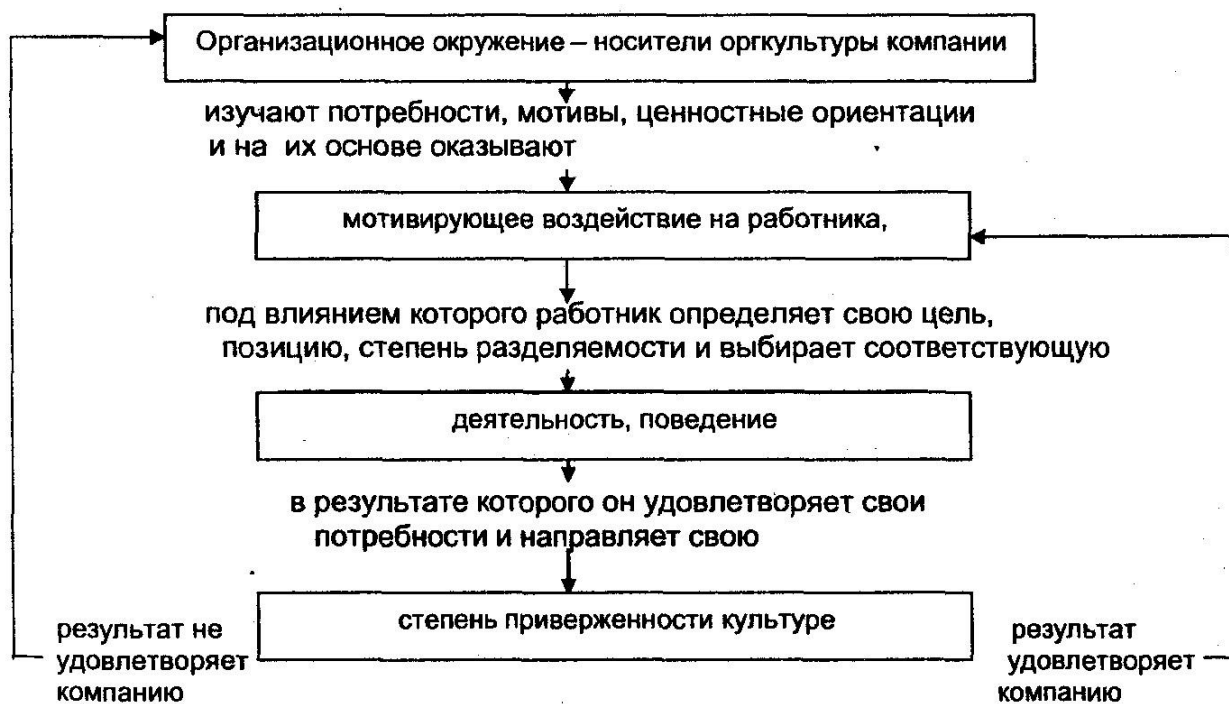 Организационное окружение – носители оргкультуры компании
изучают потребности, мотивы, ценностные ориентации
и на их основе оказывают
мотивирующее воздействие на работника,
под влиянием которого работник определяет свою цель,
позицию, степень разделяемости и выбирает соответствующую
деятельность, поведение
в результате которого он удовлетворяет свои
потребности и направляет свою
степень приверженности культуре
результат не
удовлетворяет
компанию
результат
удовлетворяет
компанию